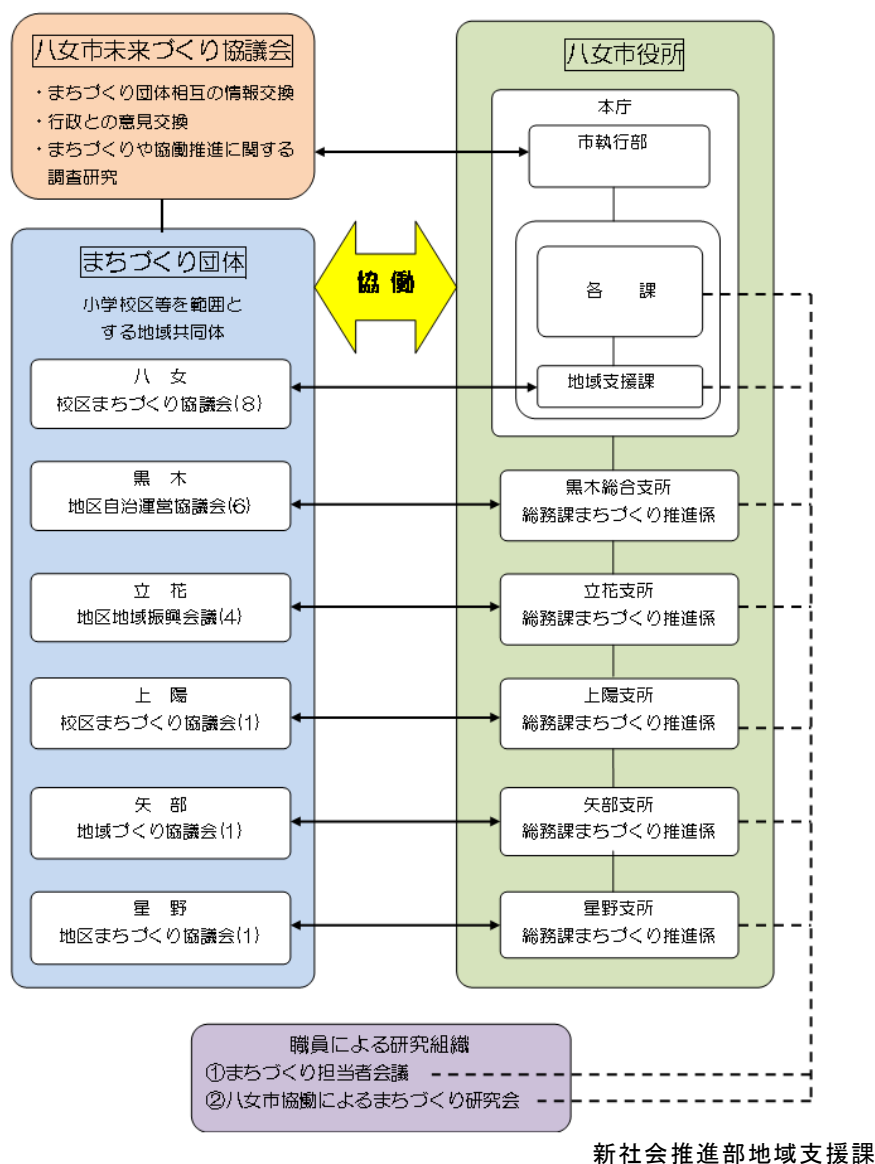 八女市未来づくり協議会
・まちづくり団体相互の情報交換
・行政との意見交換
・まちづくりや協働推進に関する
調査研究
まちづくり団体
小学校区等を範囲と
する地域共同体
八 女
校区まちづくり協議会(8)
黒 木
地区自治運営協議会(6)
立 花
地区地域振興会議(4)
上 陽
校区まちづくり協議会(1)
矢 部
地域づくり協議会(1)
星 野
地区まちづくり協議会(1)
協 働
八女市役所
本庁
市執行部
各 課
地域支援課
黒木総合支所
総務課まちづくり推進係
立花支所
総務課まちづくり推進係
上陽支所
総務課まちづくり推進係
矢部支所
総務課まちづくり推進係
星野支所
総務課まちづくり推進係
職員による研究組織
①まちづくり担当者会議
②八女市協働によるまちづくり研究会
新社会推進部地域支援課